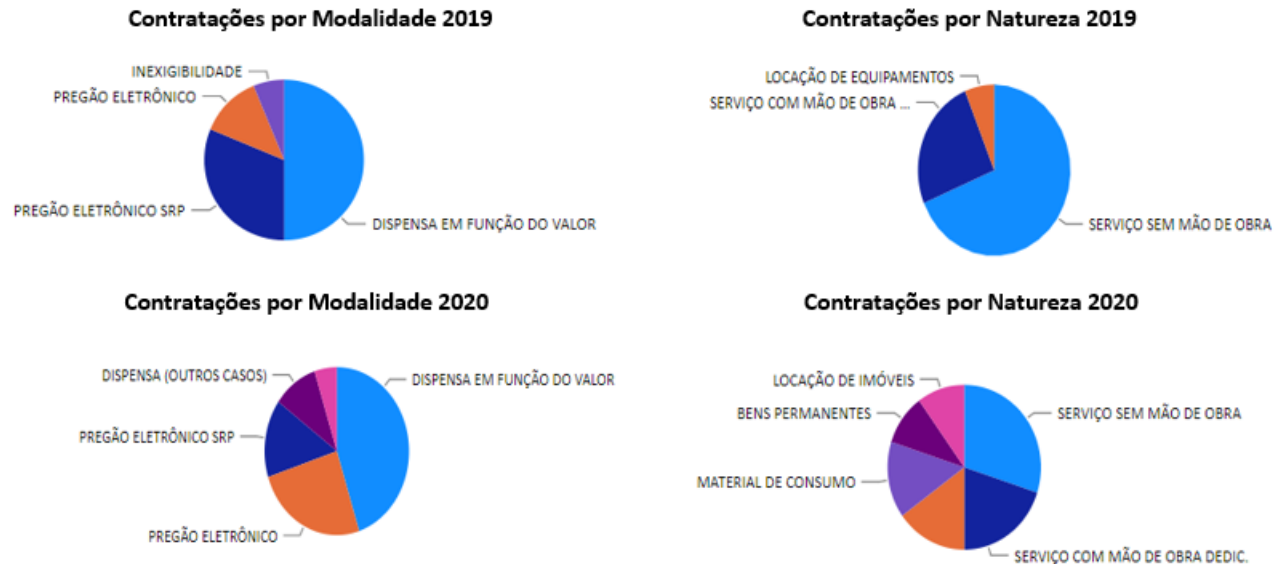 Contratações por Modalidade 2019
INEXIGIBILIDADE
PREGÃO ELETRÔNICO
PREGÃO ELETRÔNICO SRP
DISPENSA EM FUNÇÃO DO VALOR
Contratações por Natureza 2019
LOCAÇÃO DE EQUIPAMENTOS
SERVIÇO COM MÃO DE OBRA ...
SERVIÇO SEM MÃO DE OBRA
Contratações por Modalidade 2020
DISPENSA (OUTROS CASOS)
DISPENSA EM FUNÇÃO DO VALOR
PREGÃO ELETRÔNICO SRP
PREGÃO ELETRÔNICO
Contratações por Natureza 2020
LOCAÇÃO DE IMÓVEIS
BENS PERMANENTES
SERVIÇO SEM MÃO DE OBRA
MATERIAL DE CONSUMO
SERVIÇO COM MÃO DE OBRA DEDIC.